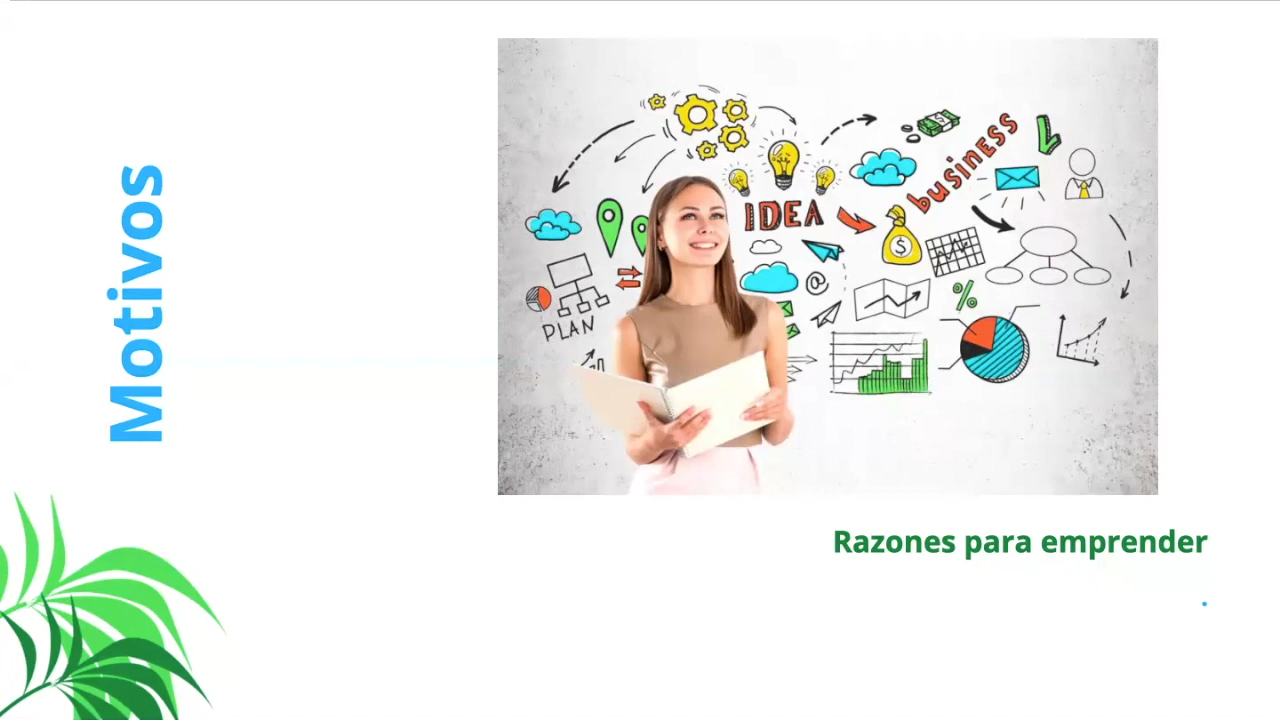 Motivos
IDEA
business
$
@
PLAN
%
Razones para emprender
.